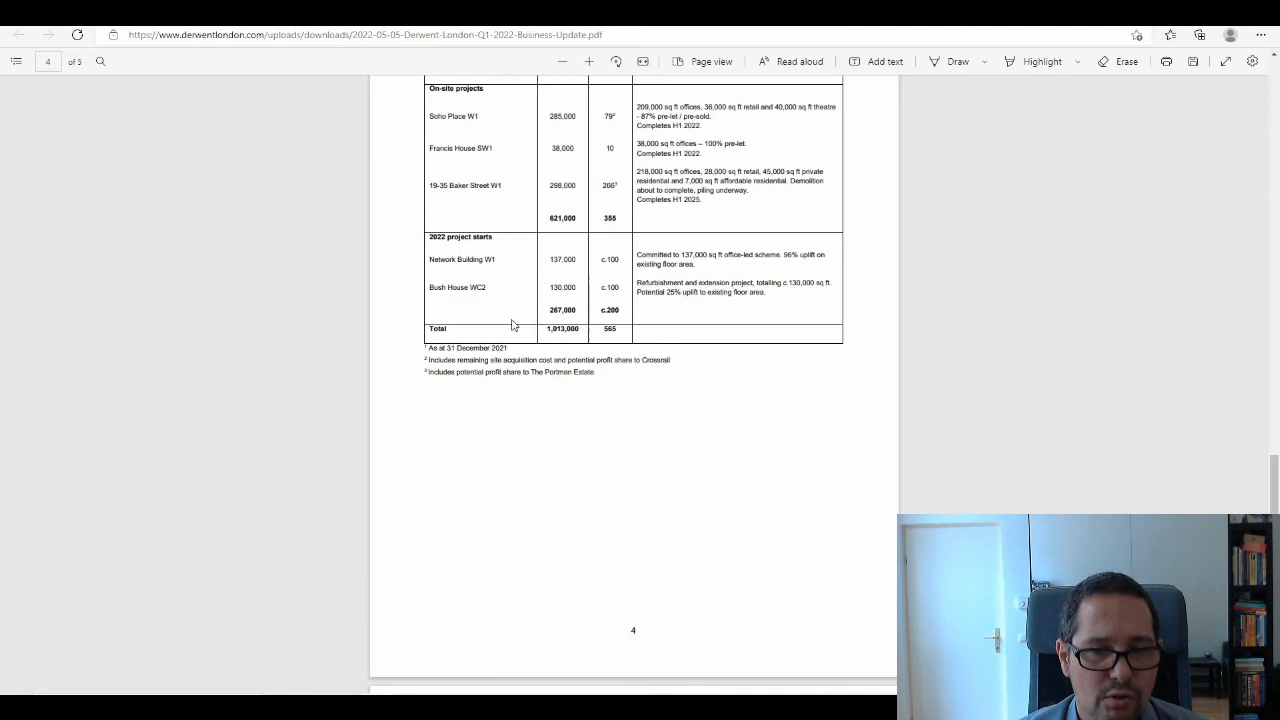 https://www.derwentlondon.com/uploads/downloads/2022-05-05-Derwent-London-Q1-2022-Business-Update.pdf
4 of 5 Page view Read aloud Add text Draw Highlight Erase
On-site projects
Soho Place W1 285,000 79² 209,000 sq ft offices, 36,000 sq ft retail and 40,000 sq ft theatre
- 87% pre-let / pre-sold.
Completes H1 2022.
Francis House SW1 38,000 10 38,000 sq ft offices – 100% pre-let.
Completes H1 2022.
19-35 Baker Street W1 298,000 266³ 218,000 sq ft offices, 28,000 sq ft retail, 45,000 sq ft private
residential and 7,000 sq ft affordable residential. Demolition
about to complete, piling underway.
Completes H1 2025.
621,000 355
2022 project starts
Network Building W1 137,000 c.100 Committed to 137,000 sq ft office-led scheme. 96% uplift on
existing floor area.
Bush House WC2 130,000 c.100 Refurbishment and extension project, totalling c.130,000 sq ft.
Potential 25% uplift to existing floor area.
267,000 c.200
Total 1,013,000 565
¹ As at 31 December 2021
² Includes remaining site acquisition cost and potential profit share to Crossrail
³ Includes potential profit share to The Portman Estate
4